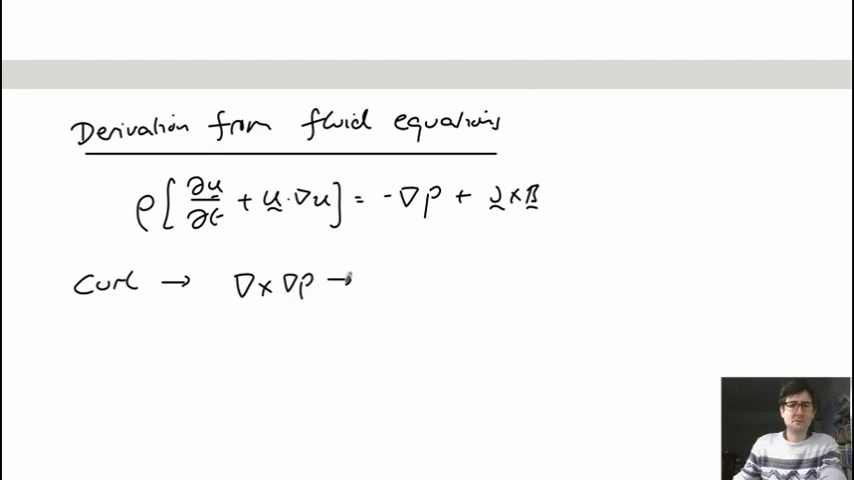 Derivation from fluid equations
ρ[∂u/∂t + u·∇u] = -∇p + J×B
Curl → ∇×∇p →